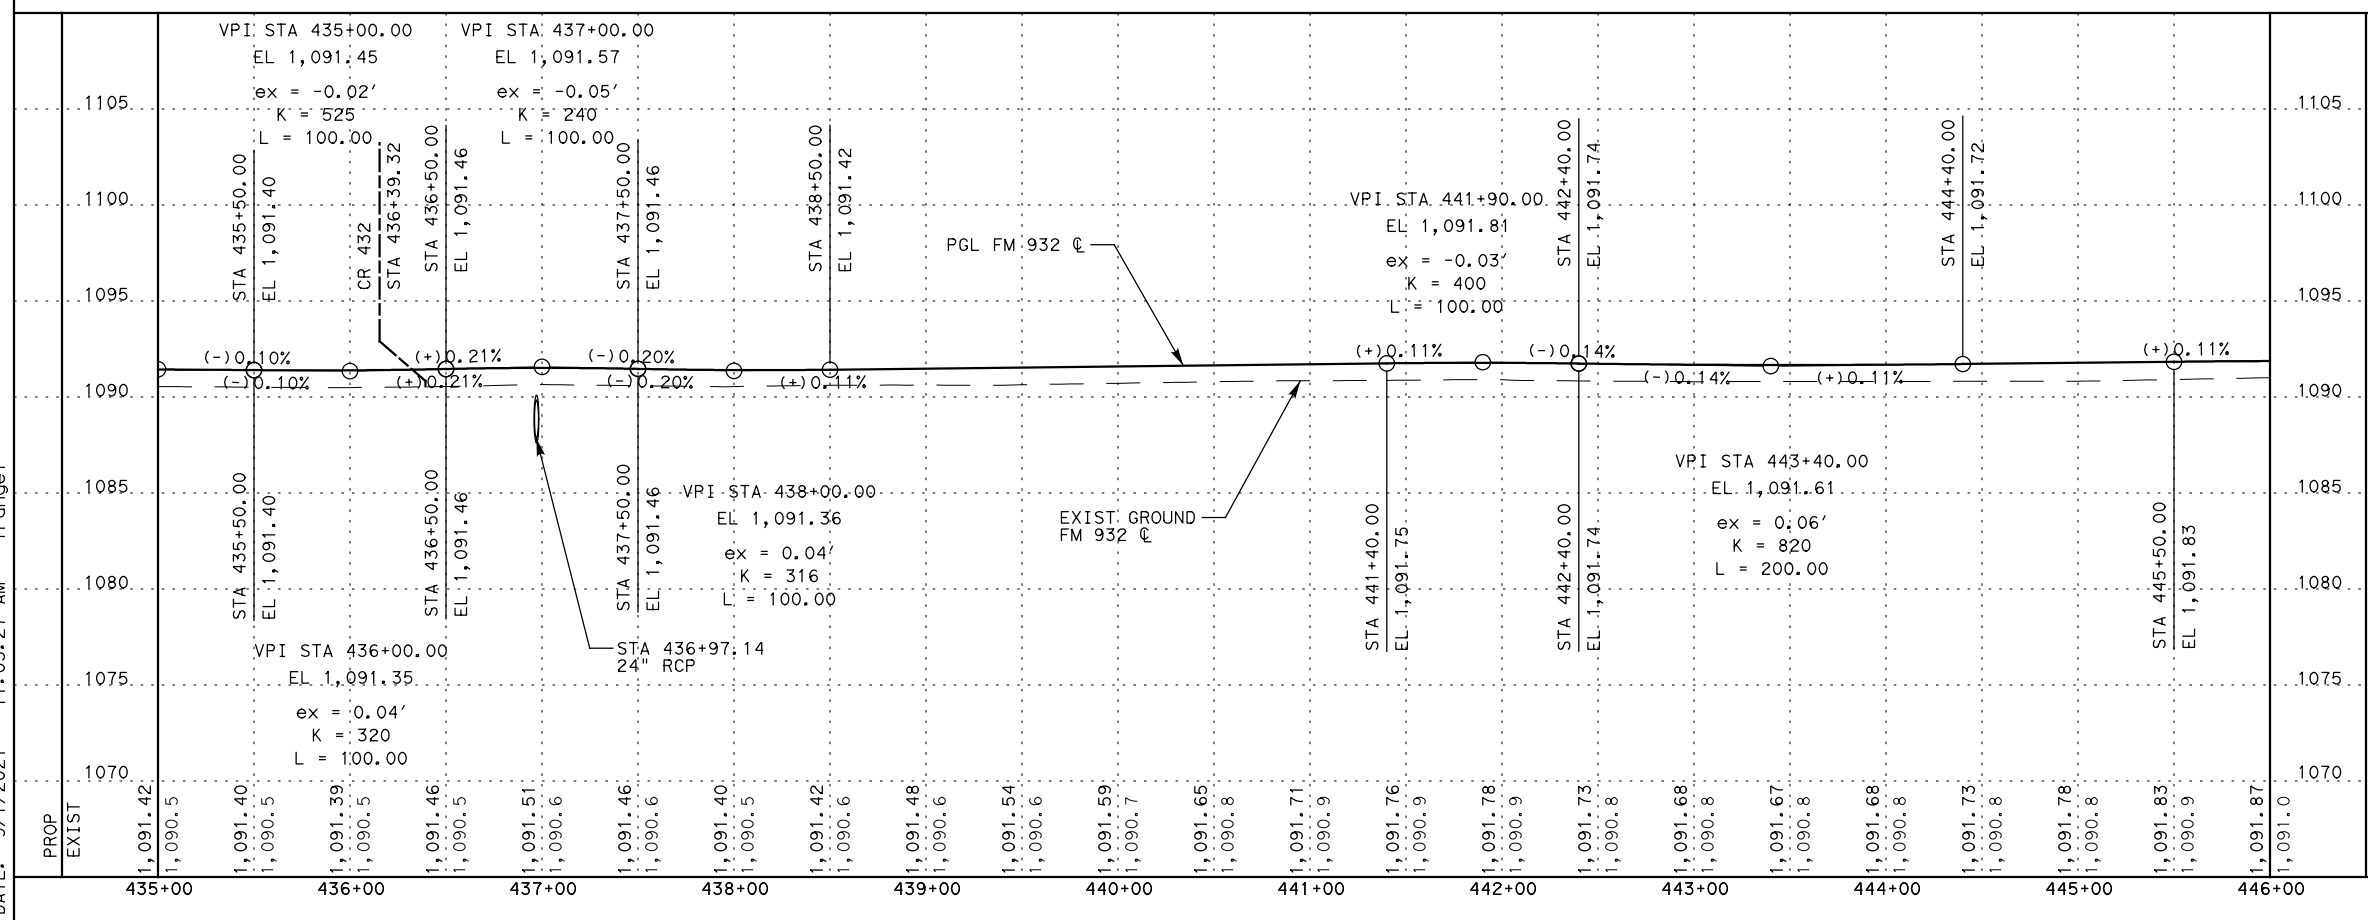 VPI STA 435+00.00
EL 1,091.45
ex = -0.02'
K = 525
L = 100.00
VPI STA 437+00.00
EL 1,091.57
ex = -0.05'
K = 240
L = 100.00
STA 435+50.00
EL 1,091.40
CR 432
STA 436+39.32
STA 436+50.00
EL 1,091.46
STA 437+50.00
EL 1,091.46
STA 438+50.00
EL 1,091.42
PGL FM 932 ℄
VPI STA 441+90.00
EL 1,091.81
ex = -0.03'
K = 400
L = 100.00
STA 442+40.00
EL 1,091.74
STA 444+40.00
EL 1,091.72
1105
1100
1095
1090
1085
1080
1075
1070
1105
1100
1095
1090
1085
1080
1075
1070
(-)0.10%
(+)0.21%
(-)0.20%
(+)0.11%
(-)0.14%
(+)0.11%
(-)0.10%
(+)0.21%
(-)0.20%
(+)0.11%
(-)0.14%
(+)0.11%
STA 435+50.00
EL 1,091.40
STA 436+50.00
EL 1,091.46
STA 437+50.00
EL 1,091.46
VPI STA 438+00.00
EL 1,091.36
ex = 0.04'
K = 316
L = 100.00
EXIST GROUND
FM 932 ℄
STA 441+40.00
EL 1,091.75
STA 442+40.00
EL 1,091.74
VPI STA 443+40.00
EL 1,091.61
ex = 0.06'
K = 820
L = 200.00
STA 445+50.00
EL 1,091.83
STA 436+97.14
24" RCP
VPI STA 436+00.00
EL 1,091.35
ex = 0.04'
K = 320
L = 100.00
PROP
EXIST
1,091.42
1,090.5
1,091.40
1,090.5
1,091.39
1,090.5
1,091.46
1,090.5
1,091.51
1,090.6
1,091.46
1,090.6
1,091.40
1,090.5
1,091.42
1,090.6
1,091.48
1,090.6
1,091.54
1,090.6
1,091.59
1,090.7
1,091.65
1,090.8
1,091.71
1,090.9
1,091.76
1,090.9
1,091.78
1,090.9
1,091.73
1,090.8
1,091.68
1,090.8
1,091.67
1,090.8
1,091.68
1,090.8
1,091.73
1,090.8
1,091.78
1,090.8
1,091.83
1,090.9
1,091.87
1,091.0
435+00
436+00
437+00
438+00
439+00
440+00
441+00
442+00
443+00
444+00
445+00
446+00